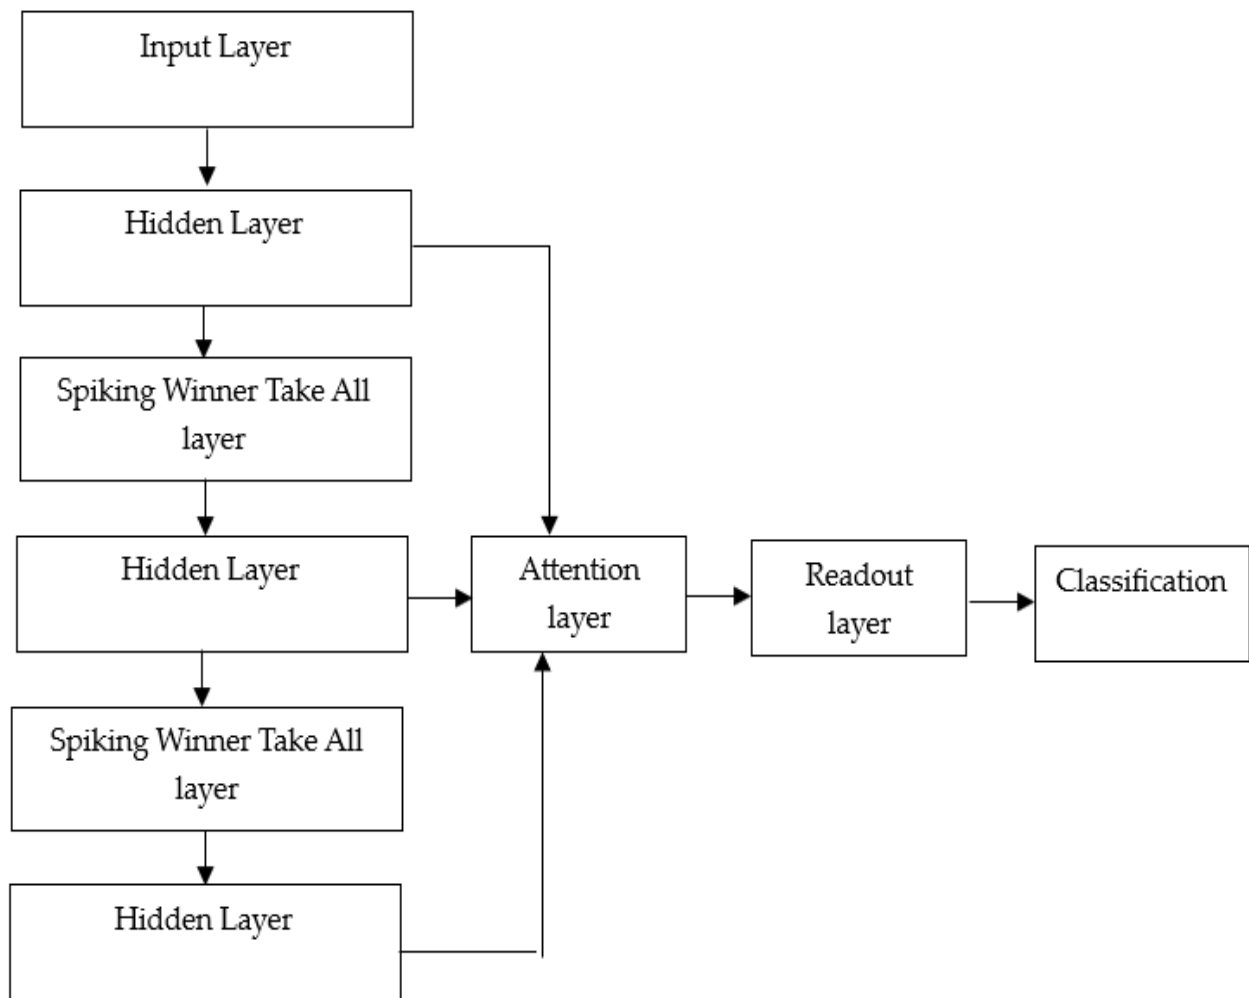 Input Layer
Hidden Layer
Spiking Winner Take All
layer
Hidden Layer
Attention
layer
Readout
layer
Classification
Spiking Winner Take All
layer
Hidden Layer